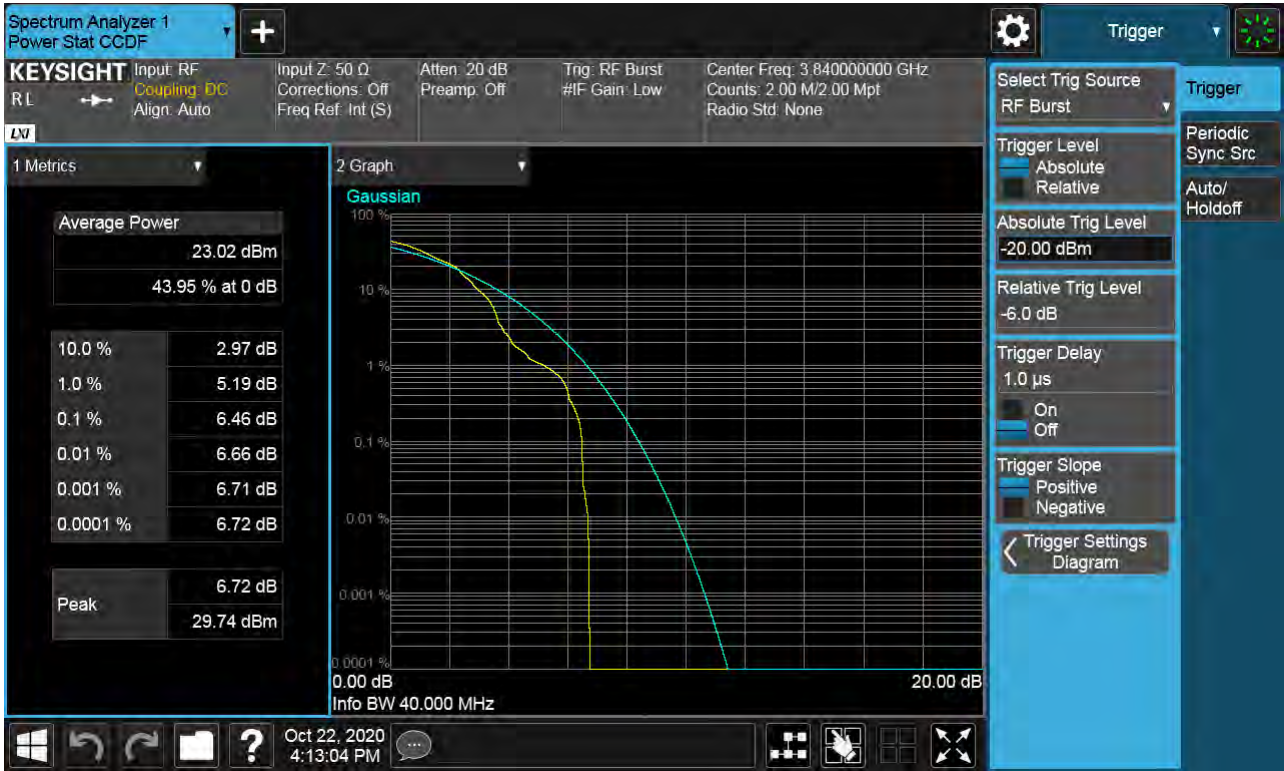 Spectrum Analyzer 1
Power Stat CCDF
+
Trigger
KEYSIGHT
RL
LXI
Input: RF
Coupling: DC
Align: Auto
Input Z: 50 Ω
Corrections: Off
Freq Ref: Int (S)
Atten: 20 dB
Preamp: Off
Trig: RF Burst
#IF Gain: Low
Center Freq: 3.840000000 GHz
Counts: 2.00 M/2.00 Mpt
Radio Std: None
1 Metrics
Average Power
23.02 dBm
43.95 % at 0 dB
10.0 % 2.97 dB
1.0 % 5.19 dB
0.1 % 6.46 dB
0.01 % 6.66 dB
0.001 % 6.71 dB
0.0001 % 6.72 dB
Peak
6.72 dB
29.74 dBm
2 Graph
Gaussian
100 %
10 %
1 %
0.1 %
0.01 %
0.001 %
0.0001 %
0.00 dB 20.00 dB
Info BW 40.000 MHz
Select Trig Source
RF Burst
Trigger Level
Absolute
Relative
Absolute Trig Level
-20.00 dBm
Relative Trig Level
-6.0 dB
Trigger Delay
1.0 µs
On
Off
Trigger Slope
Positive
Negative
Trigger Settings
Diagram
Trigger
Periodic
Sync Src
Auto/
Holdoff
?
Oct 22, 2020
4:13:04 PM